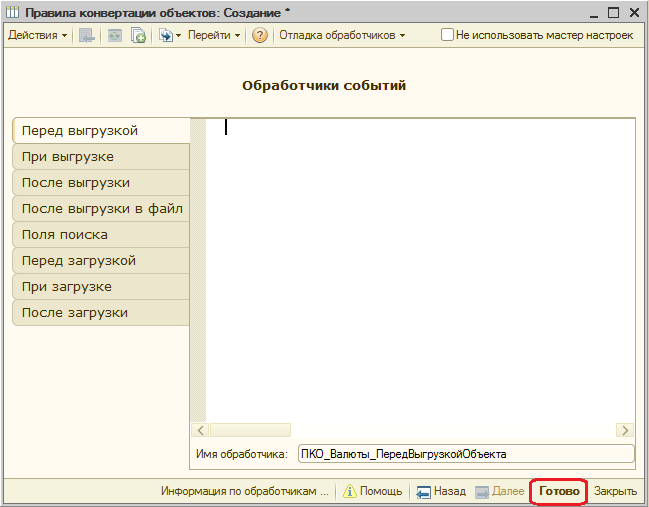 Правила конвертации объектов: Создание *
Действия Перейти ? Отладка обработчиков Не использовать мастер настроек
Обработчики событий
Перед выгрузкой
При выгрузке
После выгрузки
После выгрузки в файл
Поля поиска
Перед загрузкой
При загрузке
После загрузки
Имя обработчика: ПКО_Валюты_ПередВыгрузкойОбъекта
Информация по обработчикам ... Помощь Назад Далее Готово Закрыть